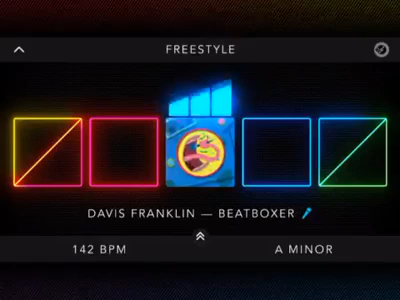 FREESTYLE
DAVIS FRANKLIN — BEATBOXER
142 BPM
A MINOR